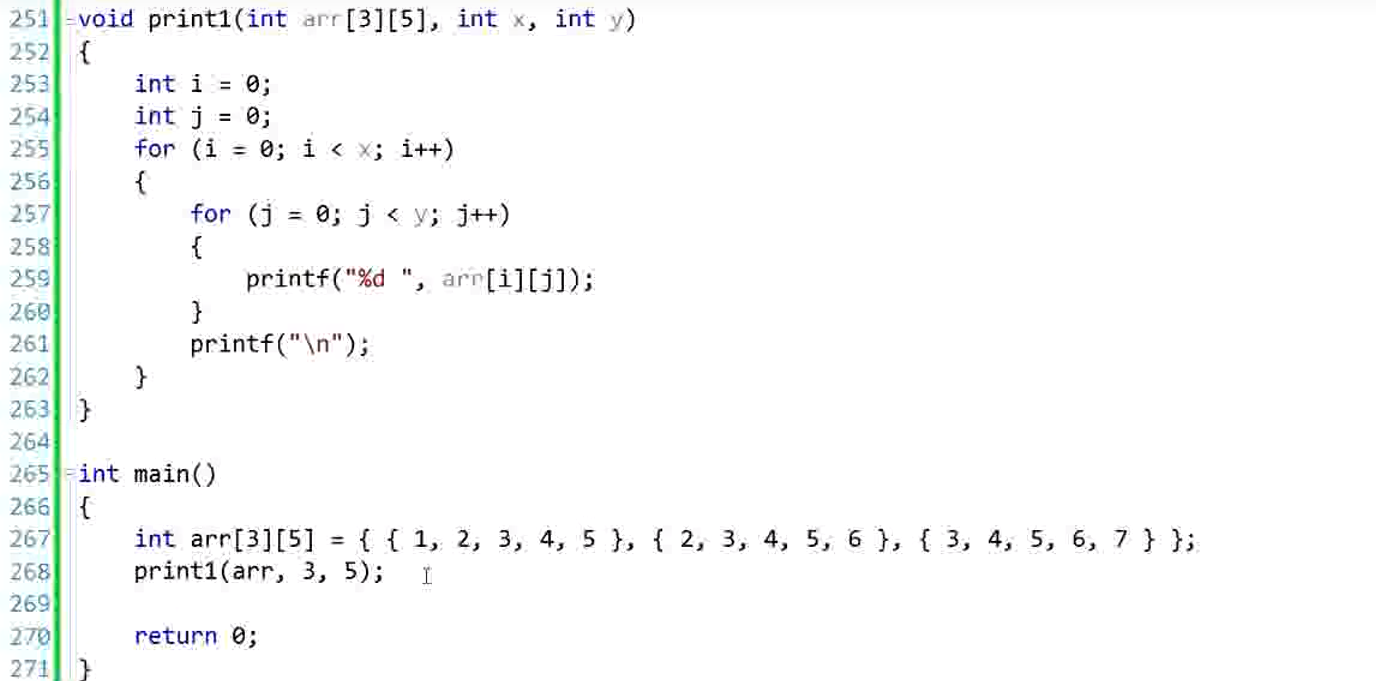 251 void print1(int arr[3][5], int x, int y)
252 {
253     int i = 0;
254     int j = 0;
255     for (i = 0; i < x; i++)
256     {
257         for (j = 0; j < y; j++)
258         {
259             printf("%d ", arr[i][j]);
260         }
261         printf("\n");
262     }
263 }
264
265 int main()
266 {
267     int arr[3][5] = { { 1, 2, 3, 4, 5 }, { 2, 3, 4, 5, 6 }, { 3, 4, 5, 6, 7 } };
268     print1(arr, 3, 5);
269
270     return 0;
271 }